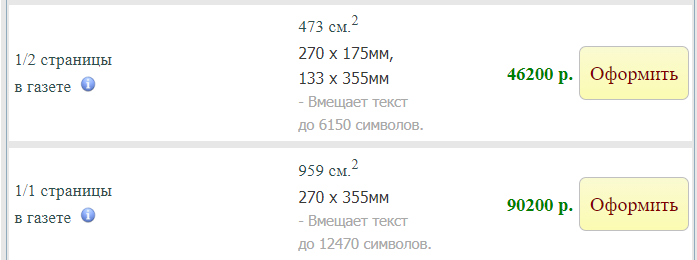 1/2 страницы
в газете
473 см.2
270 x 175мм,
133 x 355мм
- Вмещает текст
до 6150 символов.
46200 р.
Оформить
1/1 страницы
в газете
959 см.2
270 x 355мм
- Вмещает текст
до 12470 символов.
90200 р.
Оформить